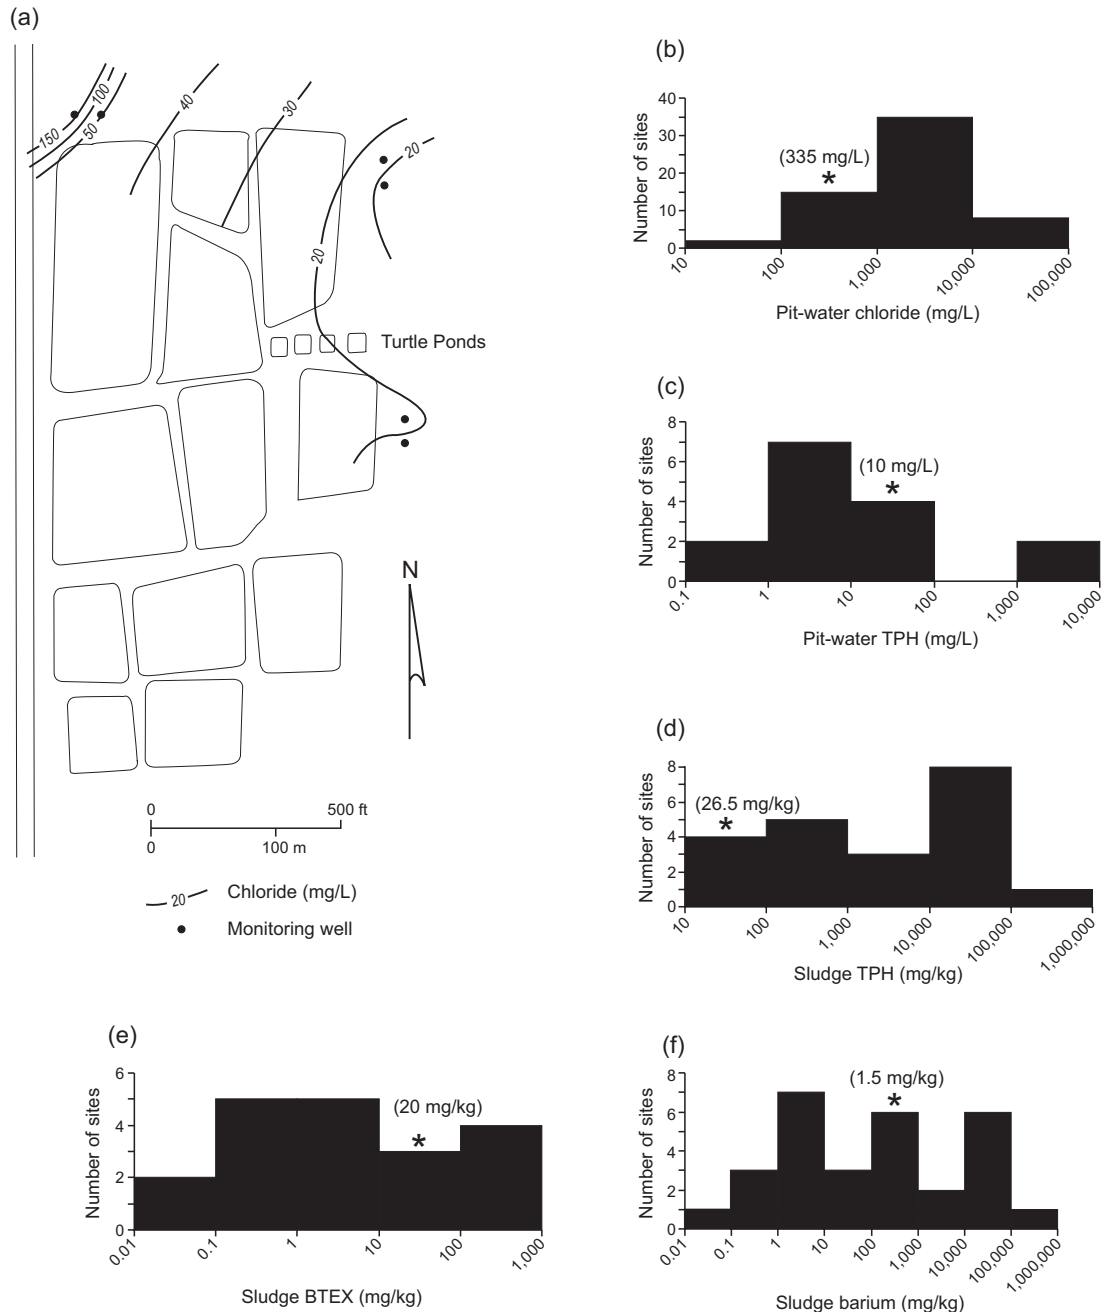 (a)
150
100
50
40
30
20
20
Turtle Ponds
N
0 500 ft
0 100 m
20 Chloride (mg/L)
Monitoring well
(b)
Number of sites
40
30
20
10
0
(335 mg/L)
*
10 100 1,000 10,000 100,000
Pit-water chloride (mg/L)
(c)
Number of sites
8
6
4
2
0
(10 mg/L)
*
0.1 1 10 100 1,000 10,000
Pit-water TPH (mg/L)
(d)
Number of sites
8
6
4
2
0
(26.5 mg/kg)
*
10 100 1,000 10,000 100,000 1,000,000
Sludge TPH (mg/kg)
(e)
Number of sites
6
4
2
0
(20 mg/kg)
*
0.01 0.1 1 10 100 1,000
Sludge BTEX (mg/kg)
(f)
Number of sites
8
6
4
2
0
(1.5 mg/kg)
*
0.01 0.1 1 10 100 1,000 10,000 100,000 1,000,000
Sludge barium (mg/kg)